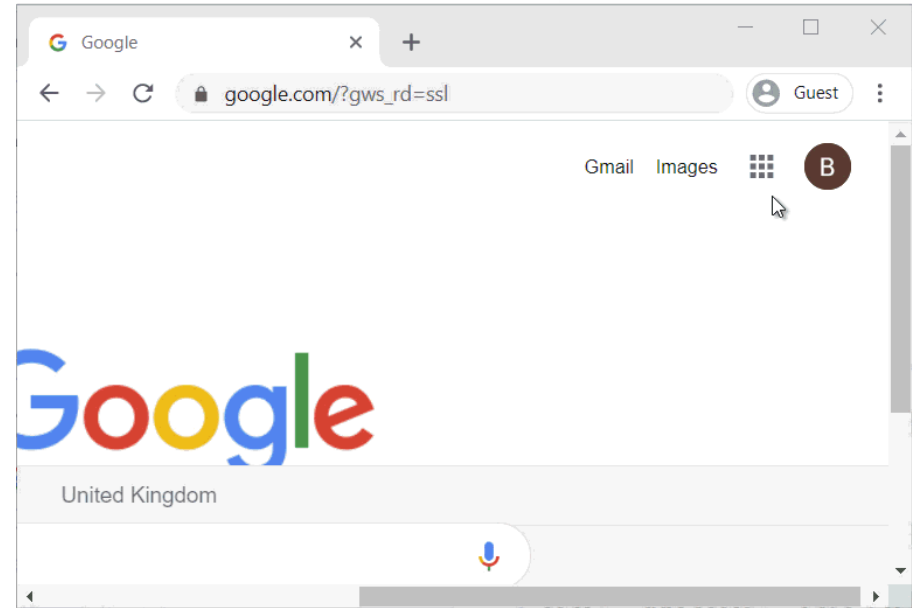 Google
google.com/?gws_rd=ssl
Guest
Gmail Images
B
Google
United Kingdom